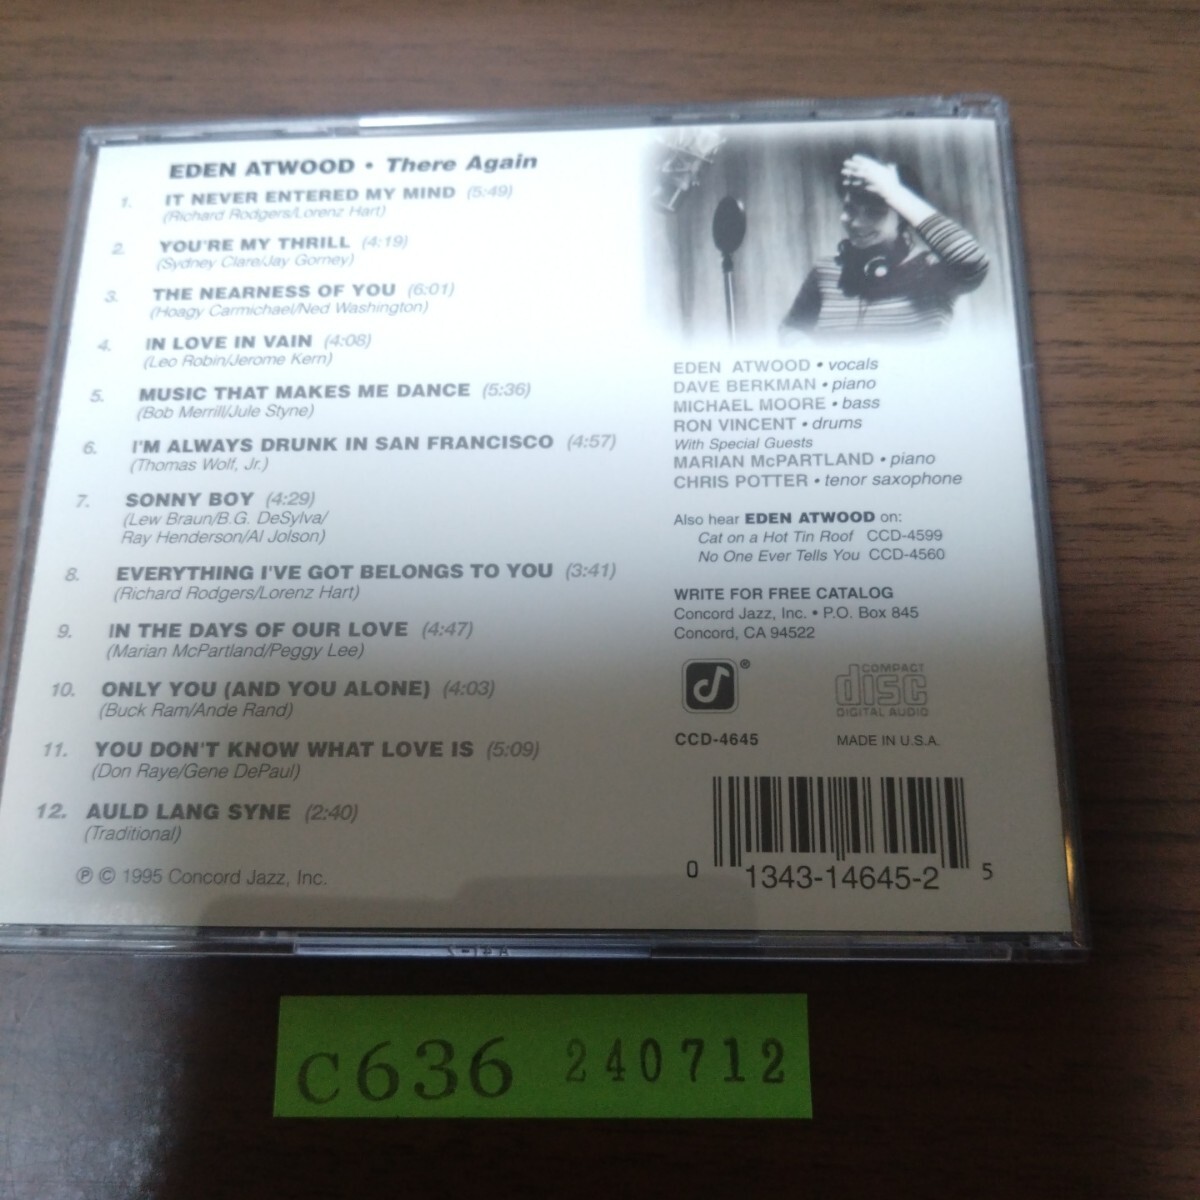 EDEN ATWOOD • There Again
1. IT NEVER ENTERED MY MIND (5:49)
(Richard Rodgers/Lorenz Hart)
2. YOU'RE MY THRILL (4:19)
(Sydney Clare/Jay Gorney)
3. THE NEARNESS OF YOU (6:01)
(Hoagy Carmichael/Ned Washington)
4. IN LOVE IN VAIN (4:08)
(Leo Robin/Jerome Kern)
5. MUSIC THAT MAKES ME DANCE (5:36)
(Bob Merrill/Jule Styne)
6. I'M ALWAYS DRUNK IN SAN FRANCISCO (4:57)
(Thomas Wolf, Jr.)
7. SONNY BOY (4:29)
(Lew Braun/B.G. DeSylva/
Ray Henderson/Al Jolson)
8. EVERYTHING I'VE GOT BELONGS TO YOU (3:41)
(Richard Rodgers/Lorenz Hart)
9. IN THE DAYS OF OUR LOVE (4:47)
(Marian McPartland/Peggy Lee)
10. ONLY YOU (AND YOU ALONE) (4:03)
(Buck Ram/Ande Rand)
11. YOU DON'T KNOW WHAT LOVE IS (5:09)
(Don Raye/Gene DePaul)
12. AULD LANG SYNE (2:40)
(Traditional)
℗ © 1995 Concord Jazz, Inc.
EDEN ATWOOD • vocals
DAVE BERKMAN • piano
MICHAEL MOORE • bass
RON VINCENT • drums
With Special Guests
MARIAN McPARTLAND • piano
CHRIS POTTER • tenor saxophone
Also hear EDEN ATWOOD on:
Cat on a Hot Tin Roof CCD-4599
No One Ever Tells You CCD-4560
WRITE FOR FREE CATALOG
Concord Jazz, Inc. • P.O. Box 845
Concord, CA 94522
®
COMPACT
disc
DIGITAL AUDIO
CCD-4645
MADE IN U.S.A.
0 1343-14645-2 5
C636 240712